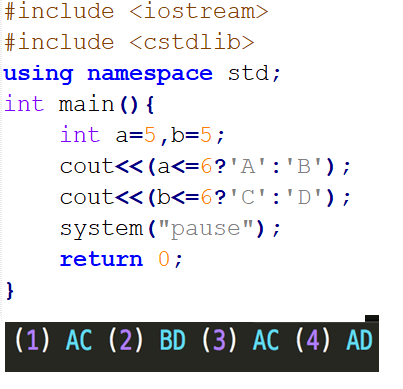 #include <iostream>
#include <cstdlib>
using namespace std;
int main(){
    int a=5,b=5;
    cout<<(a<=6?'A':'B');
    cout<<(b<=6?'C':'D');
    system("pause");
    return 0;
}
(1) AC (2) BD (3) AC (4) AD